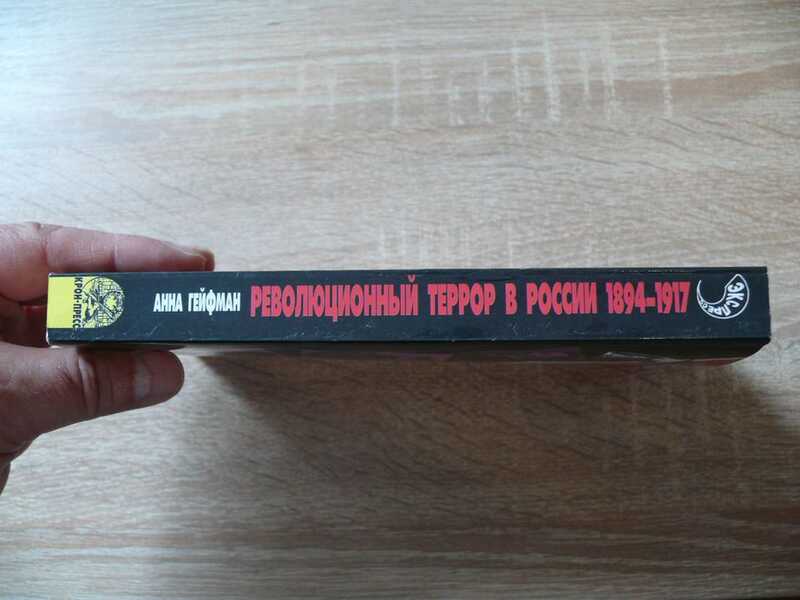 КРОН-ПРЕСС
АННА ГЕЙФМАН РЕВОЛЮЦИОННЫЙ ТЕРРОР В РОССИИ 1894-1917
ЭКСПРЕСС